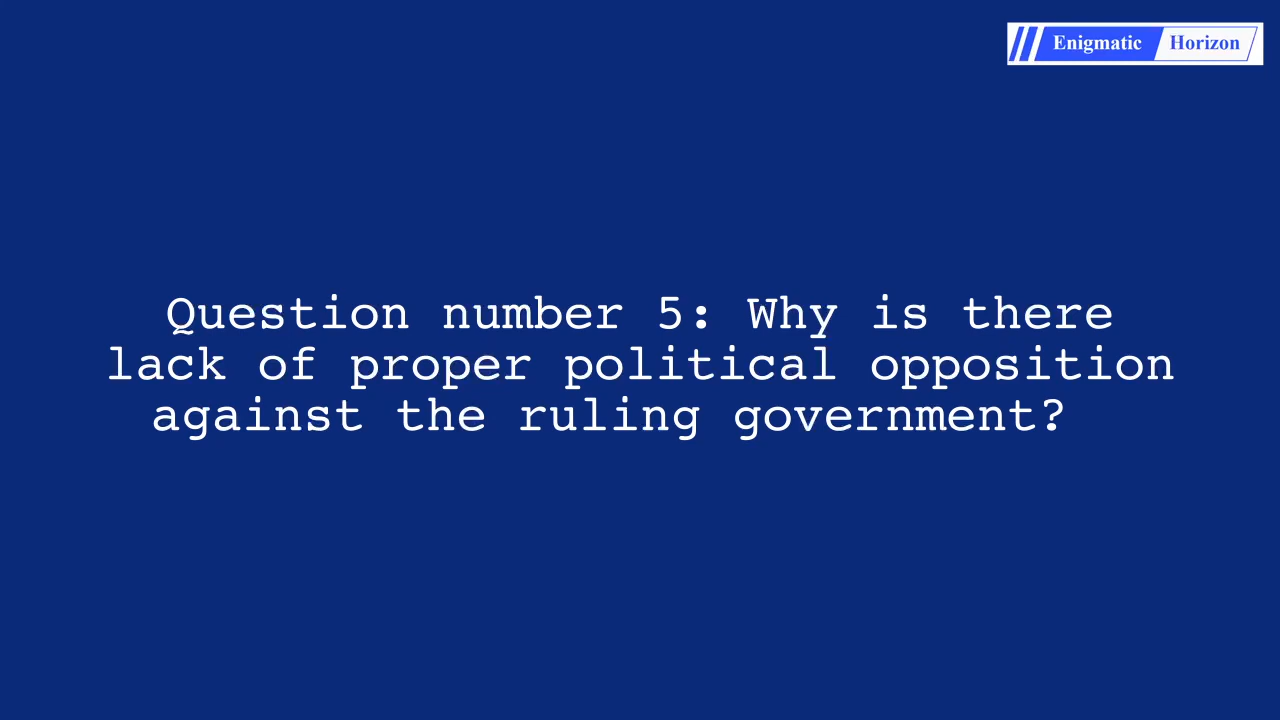 Enigmatic Horizon
Question number 5: Why is there
lack of proper political opposition
against the ruling government?